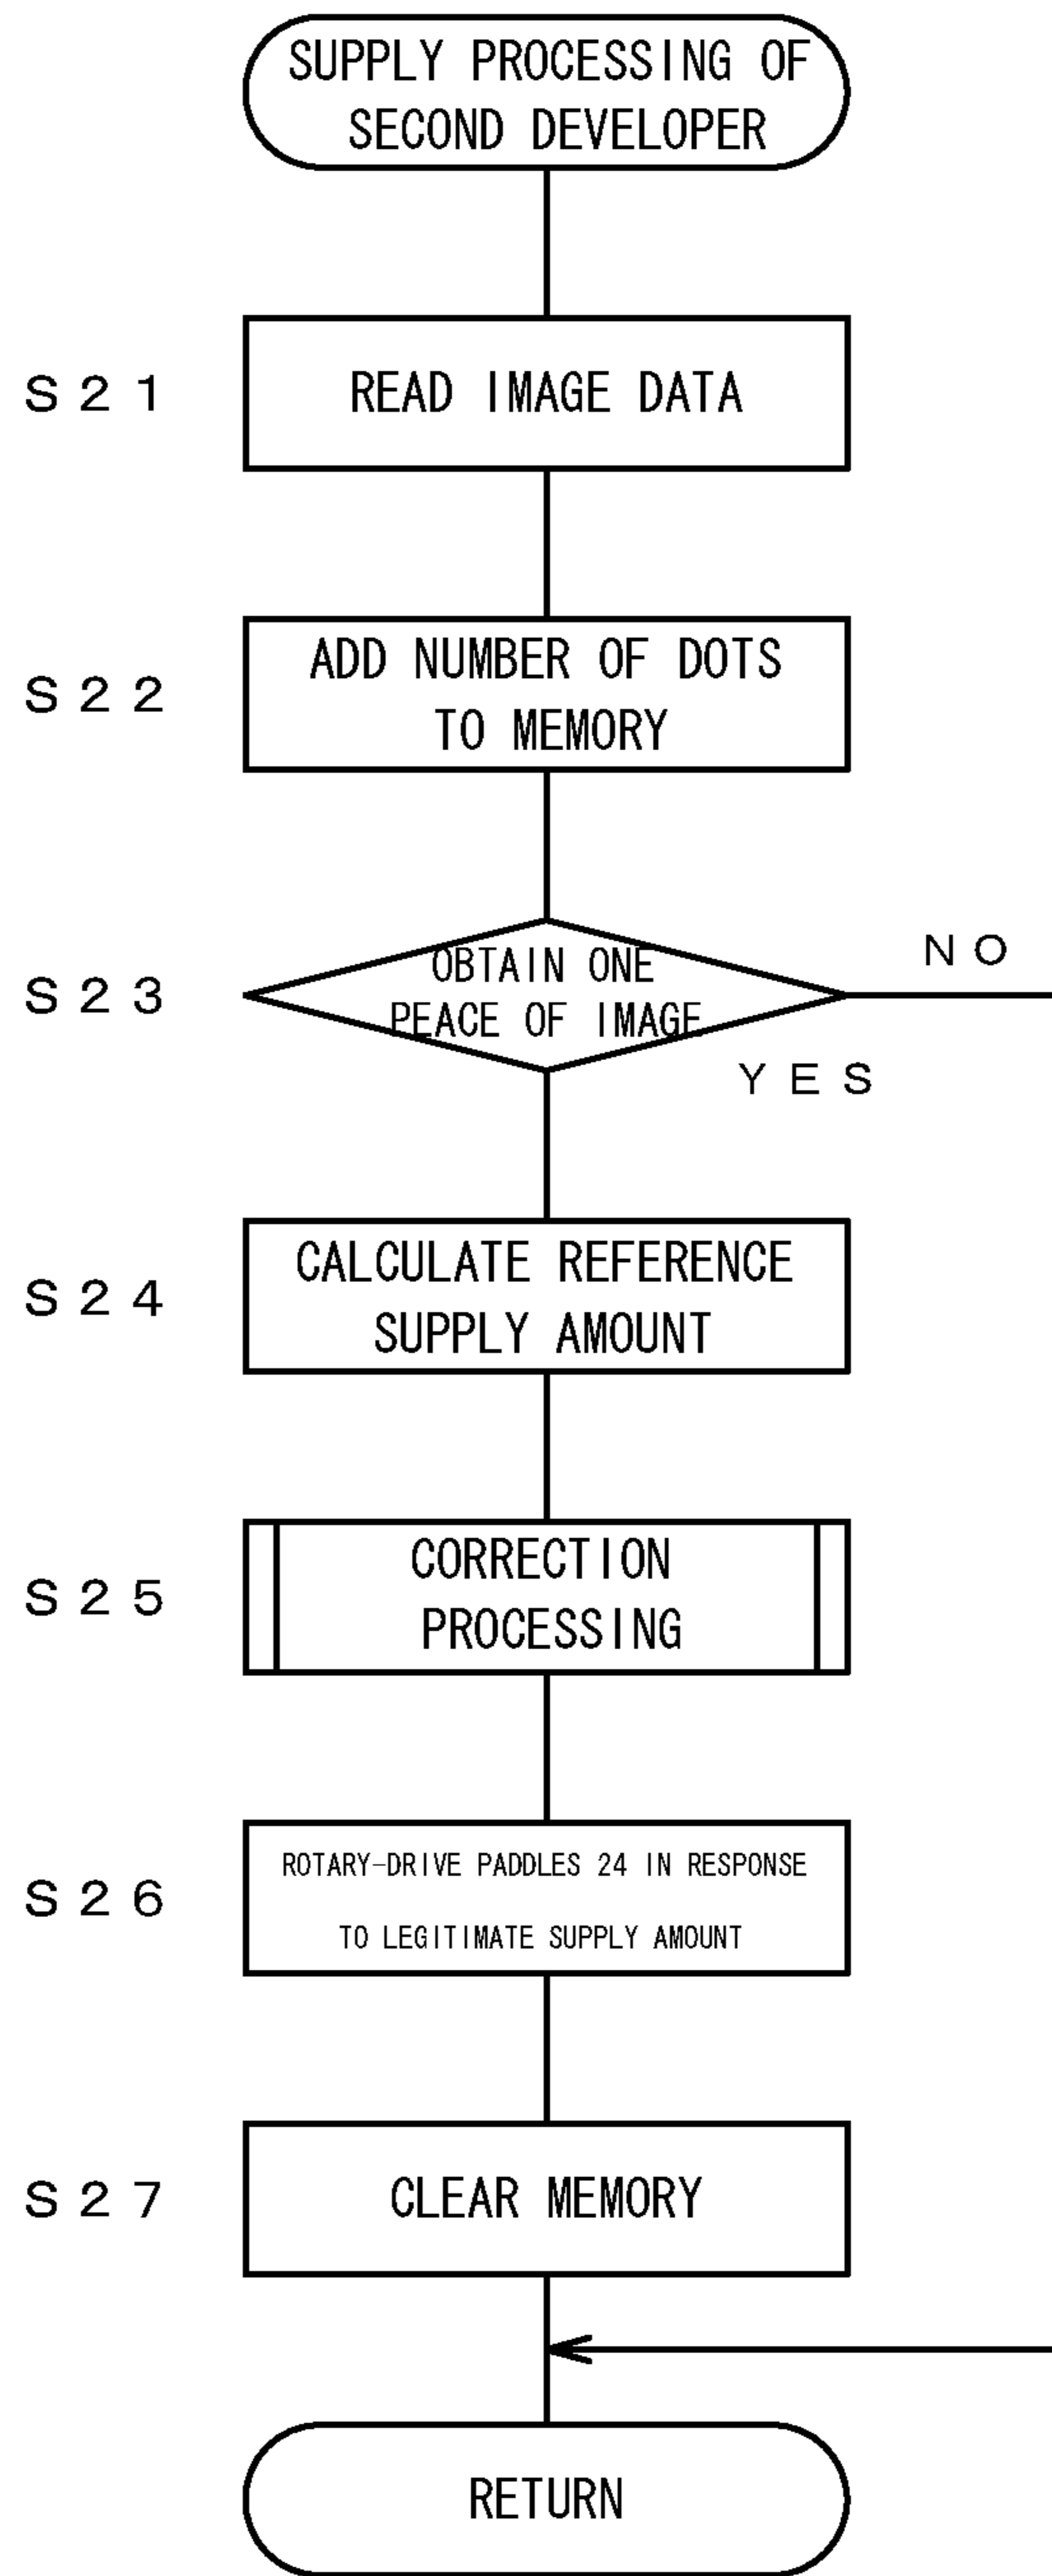 SUPPLY PROCESSING OF
SECOND DEVELOPER
S21
READ IMAGE DATA
S22
ADD NUMBER OF DOTS
TO MEMORY
S23
OBTAIN ONE
PEACE OF IMAGE
NO
YES
S24
CALCULATE REFERENCE
SUPPLY AMOUNT
S25
CORRECTION
PROCESSING
S26
ROTARY-DRIVE PADDLES 24 IN RESPONSE
TO LEGITIMATE SUPPLY AMOUNT
S27
CLEAR MEMORY
RETURN